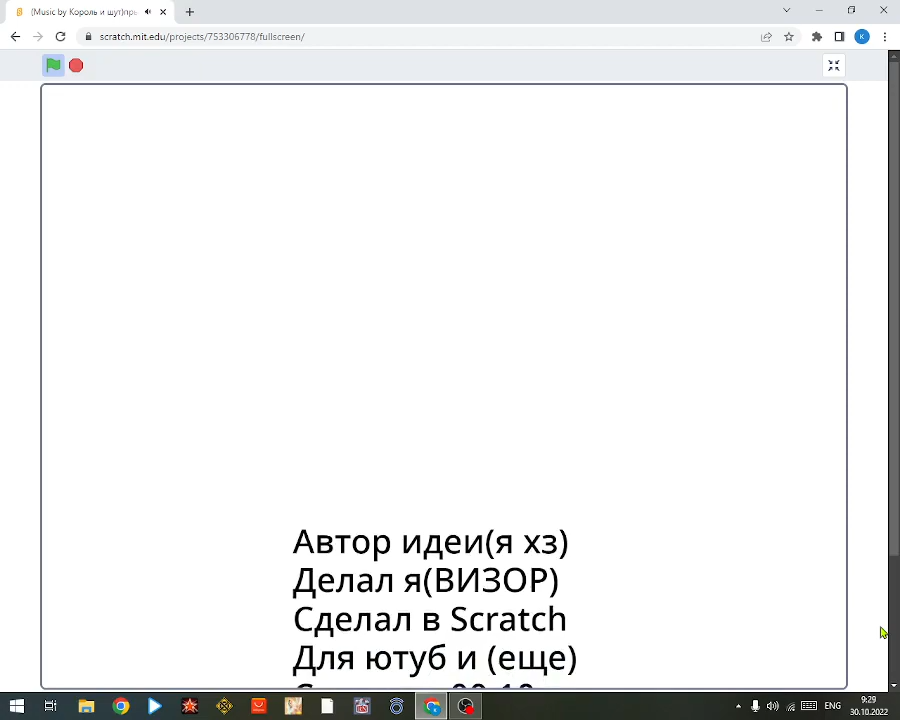 (Music by Король и шут)пры
scratch.mit.edu/projects/753306778/fullscreen/
K
Автор идеи(я хз)
Делал я(ВИЗОР)
Сделал в Scratch
Для ютуб и (еще)
ENG
9:29
30.10.2022